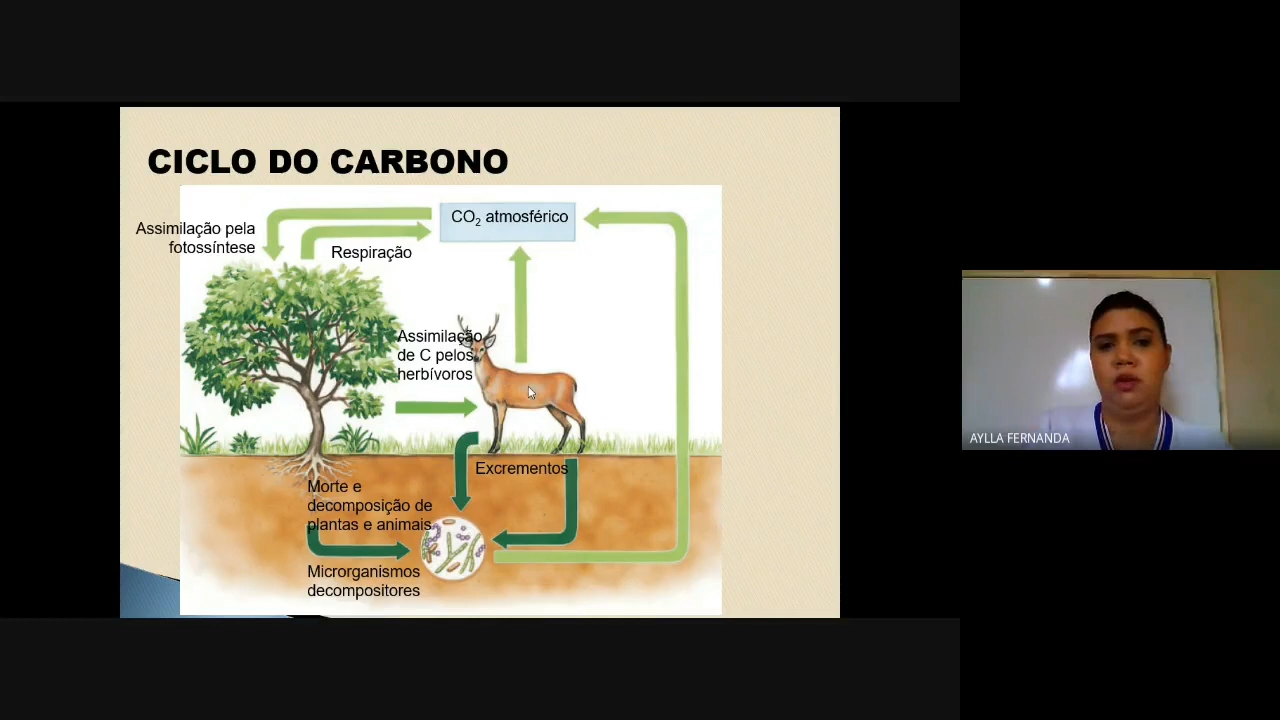 CICLO DO CARBONO
CO2 atmosférico
Assimilação pela
fotossíntese
Respiração
Assimilação
de C pelos
herbívoros
Excrementos
Morte e
decomposição de
plantas e animais
Microrganismos
decompositores
AYLLA FERNANDA